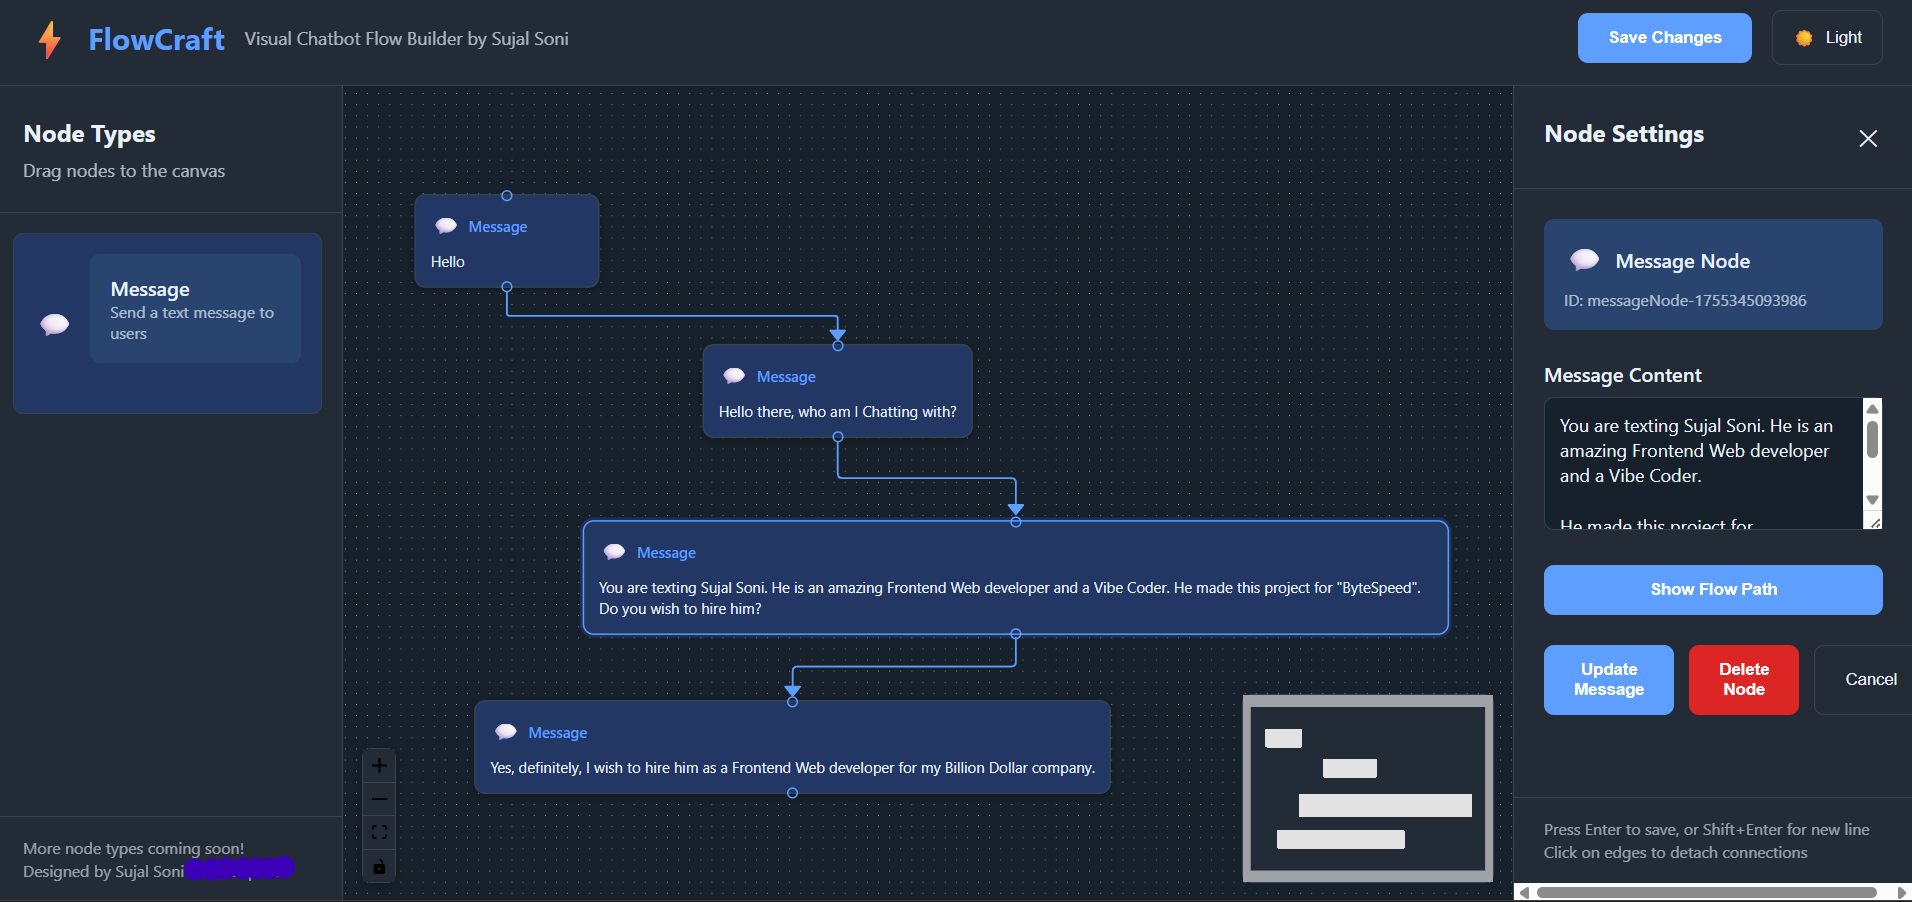 FlowCraft
Visual Chatbot Flow Builder by Sujal Soni
Save Changes
Light
Node Types
Drag nodes to the canvas
Message
Send a text message to
users
More node types coming soon!
Designed by Sujal Soni
Message
Hello
Message
Hello there, who am I Chatting with?
Message
You are texting Sujal Soni. He is an amazing Frontend Web developer and a Vibe Coder. He made this project for "ByteSpeed".
Do you wish to hire him?
Message
Yes, definitely, I wish to hire him as a Frontend Web developer for my Billion Dollar company.
Node Settings
Message Node
ID: messageNode-1755345093986
Message Content
You are texting Sujal Soni. He is an
amazing Frontend Web developer
and a Vibe Coder.
He made this project for
Show Flow Path
Update
Message
Delete
Node
Cancel
Press Enter to save, or Shift+Enter for new line
Click on edges to detach connections